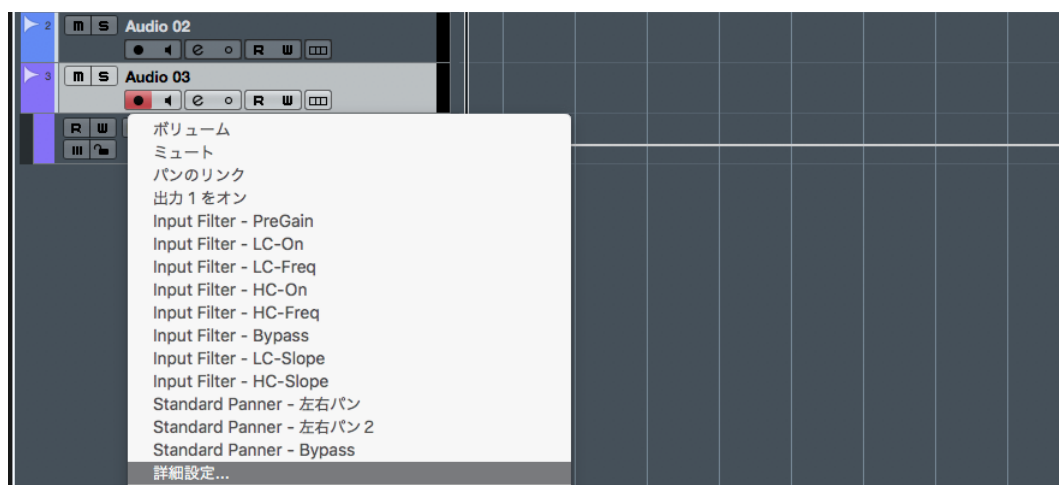 2 m S Audio 02
e R W
3 m S Audio 03
e R W
R W
ボリューム
ミュート
パンのリンク
出力1をオン
Input Filter - PreGain
Input Filter - LC-On
Input Filter - LC-Freq
Input Filter - HC-On
Input Filter - HC-Freq
Input Filter - Bypass
Input Filter - LC-Slope
Input Filter - HC-Slope
Standard Panner - 左右パン
Standard Panner - 左右パン2
Standard Panner - Bypass
詳細設定...